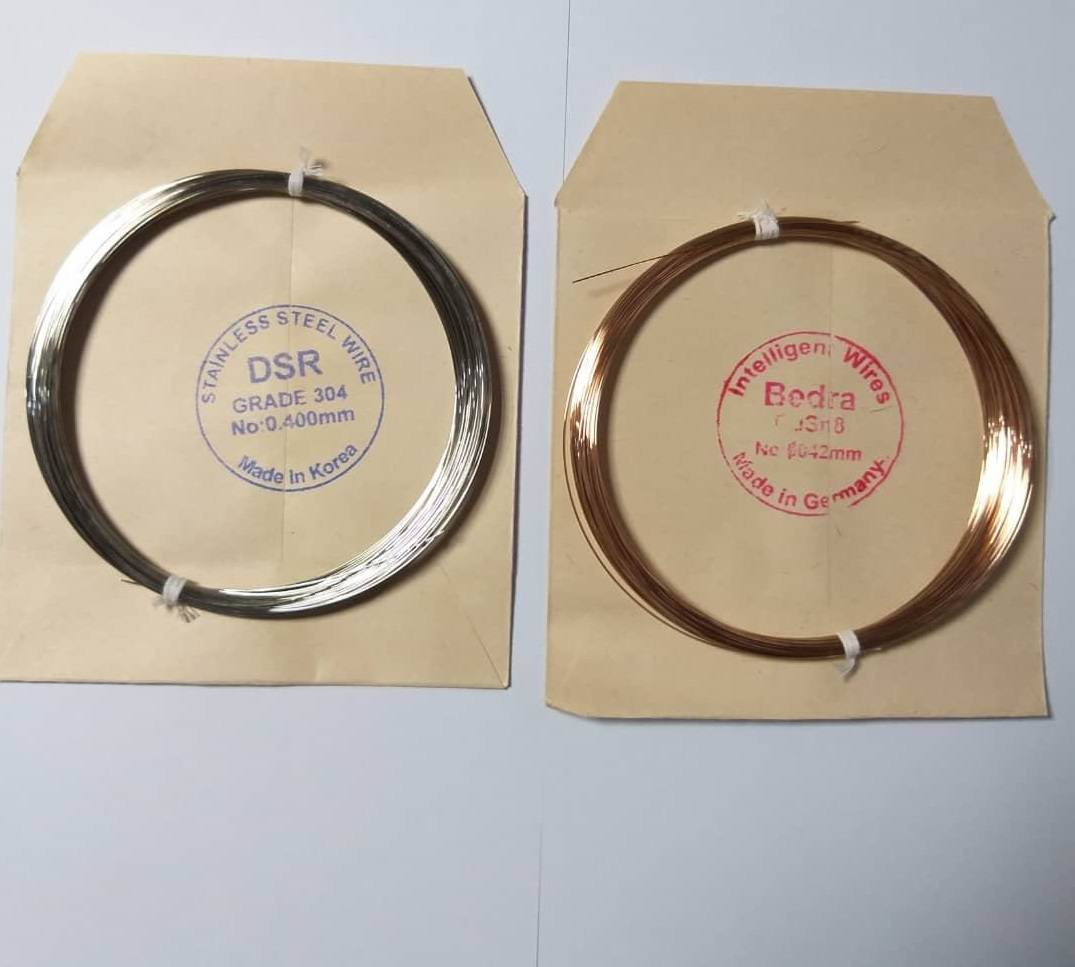 STAINLESS STEEL WIRE
DSR
GRADE 304
No:0.400mm
Made in Korea
Intelligent Wires
Bedra
Made in Germany